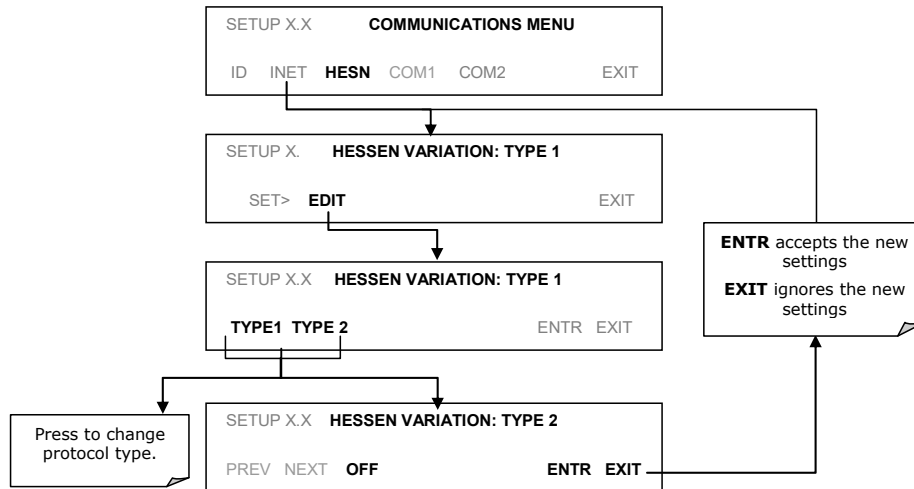 SETUP X.X COMMUNICATIONS MENU
ID INET HESN COM1 COM2 EXIT
SETUP X. HESSEN VARIATION: TYPE 1
SET> EDIT EXIT
ENTR accepts the new
settings
EXIT ignores the new
settings
SETUP X.X HESSEN VARIATION: TYPE 1
TYPE1 TYPE 2 ENTR EXIT
Press to change
protocol type.
SETUP X.X HESSEN VARIATION: TYPE 2
PREV NEXT OFF ENTR EXIT